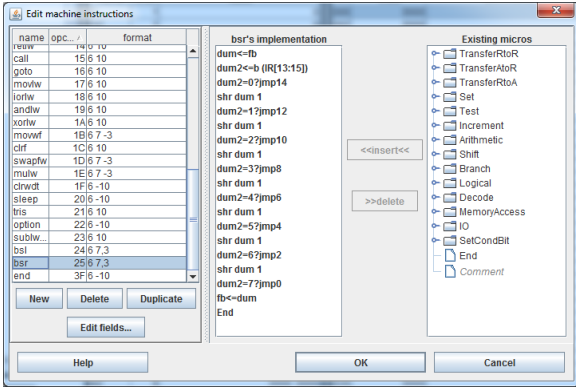 Edit machine instructions
name opc... / format
retlw 14 6 10
call 15 6 10
goto 16 6 10
movlw 17 6 10
iorlw 18 6 10
andlw 19 6 10
xorlw 1A 6 10
movwf 1B 6 7 -3
clrf 1C 6 10
swapfw 1D 6 7 -3
mulw 1E 6 7 -3
clrwdt 1F 6 -10
sleep 20 6 -10
tris 21 6 10
option 22 6 -10
sublw... 23 6 10
bsl 24 6 7,3
bsr 25 6 7,3
end 3F 6 -10
New Delete Duplicate
Edit fields...
bsr's implementation
dum<=fb
dum2<=b (IR[13:15])
dum2=0?jmp14
shr dum 1
dum2=1?jmp12
shr dum 1
dum2=2?jmp10
shr dum 1
dum2=3?jmp8
shr dum 1
dum2=4?jmp6
shr dum 1
dum2=5?jmp4
shr dum 1
dum2=6?jmp2
shr dum 1
dum2=7?jmp0
fb<=dum
End
<<insert<<
>>delete
Existing micros
TransferRtoR
TransferAtoR
TransferRtoA
Set
Test
Increment
Arithmetic
Shift
Branch
Logical
Decode
MemoryAccess
IO
SetCondBit
End
Comment
Help OK Cancel